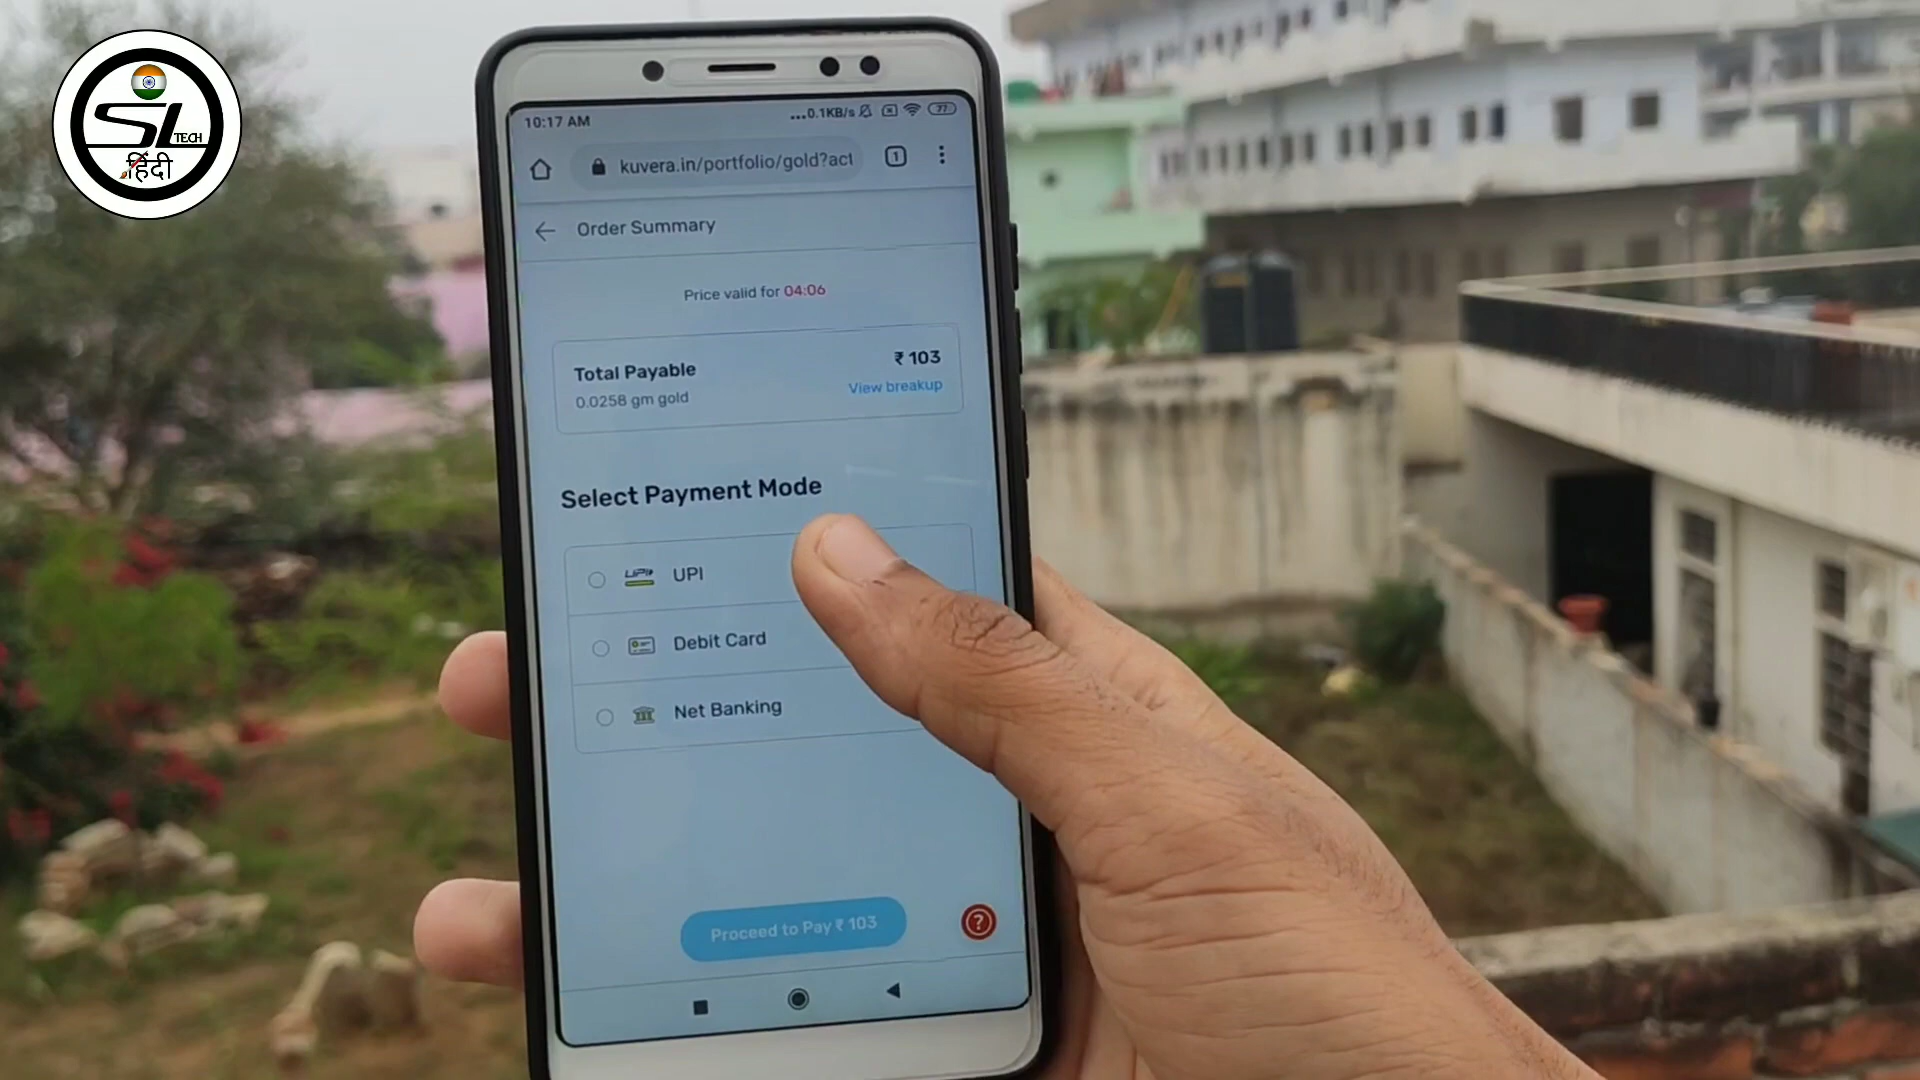 SL
TECH
हिंदी
10:17 AM
...0.1KB/s
77
kuvera.in/portfolio/gold?act
1
Order Summary
Price valid for 04:06
Total Payable
₹ 103
0.0258 gm gold
View breakup
Select Payment Mode
UPI UPI
Debit Card
Net Banking
Proceed to Pay ₹ 103
?